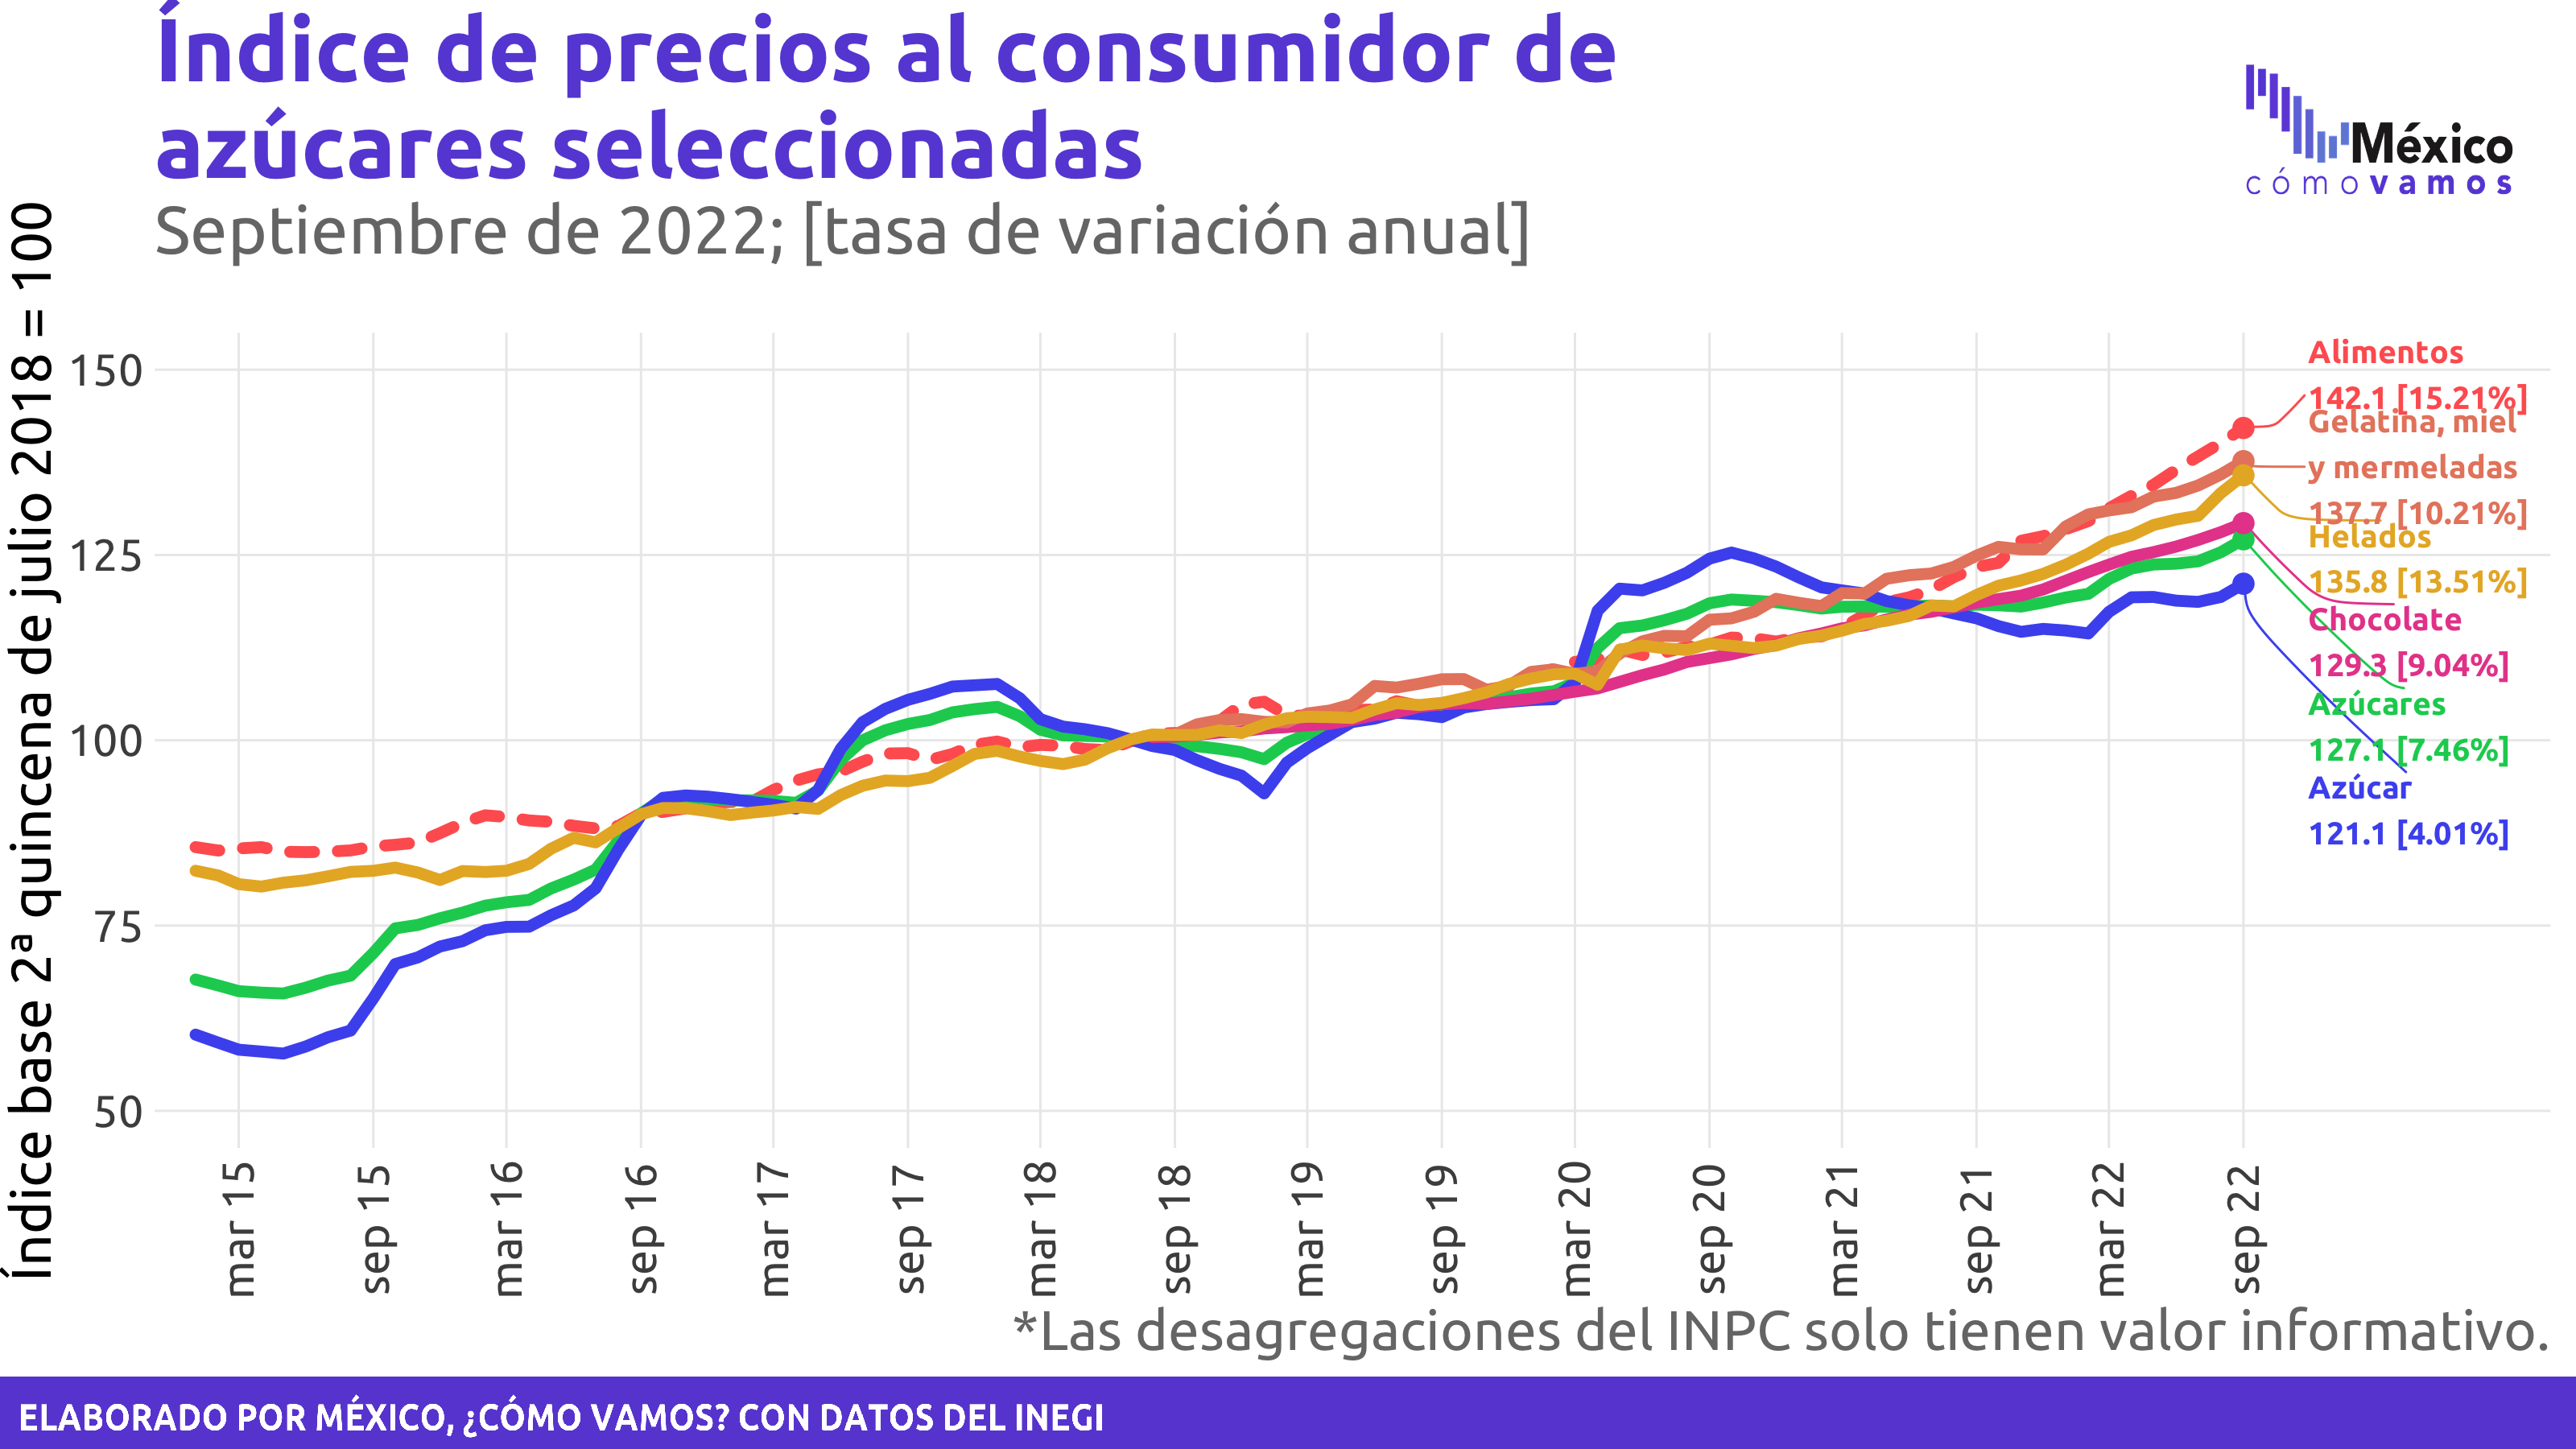 Índice de precios al consumidor de
azúcares seleccionadas
Septiembre de 2022; [tasa de variación anual]
México
cómo vamos
Índice base 2ª quincena de julio 2018 = 100
150
125
100
75
50
Alimentos
142.1 [15.21%]
Gelatina, miel
y mermeladas
137.7 [10.21%]
Helados
135.8 [13.51%]
Chocolate
129.3 [9.04%]
Azúcares
127.1 [7.46%]
Azúcar
121.1 [4.01%]
mar 15
sep 15
mar 16
sep 16
mar 17
sep 17
mar 18
sep 18
mar 19
sep 19
mar 20
sep 20
mar 21
sep 21
mar 22
sep 22
*Las desagregaciones del INPC solo tienen valor informativo.
ELABORADO POR MÉXICO, ¿CÓMO VAMOS? CON DATOS DEL INEGI